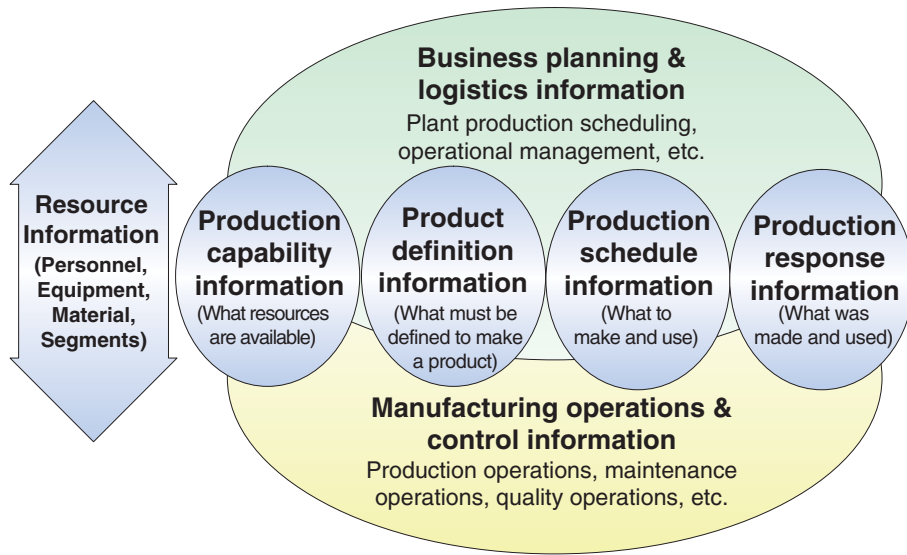 Business planning &
logistics information
Plant production scheduling,
operational management, etc.
Resource
Information
(Personnel,
Equipment,
Material,
Segments)
Production
capability
information
(What resources
are available)
Product
definition
information
(What must be
defined to make
a product)
Production
schedule
information
(What to
make and use)
Production
response
information
(What was
made and used)
Manufacturing operations &
control information
Production operations, maintenance
operations, quality operations, etc.